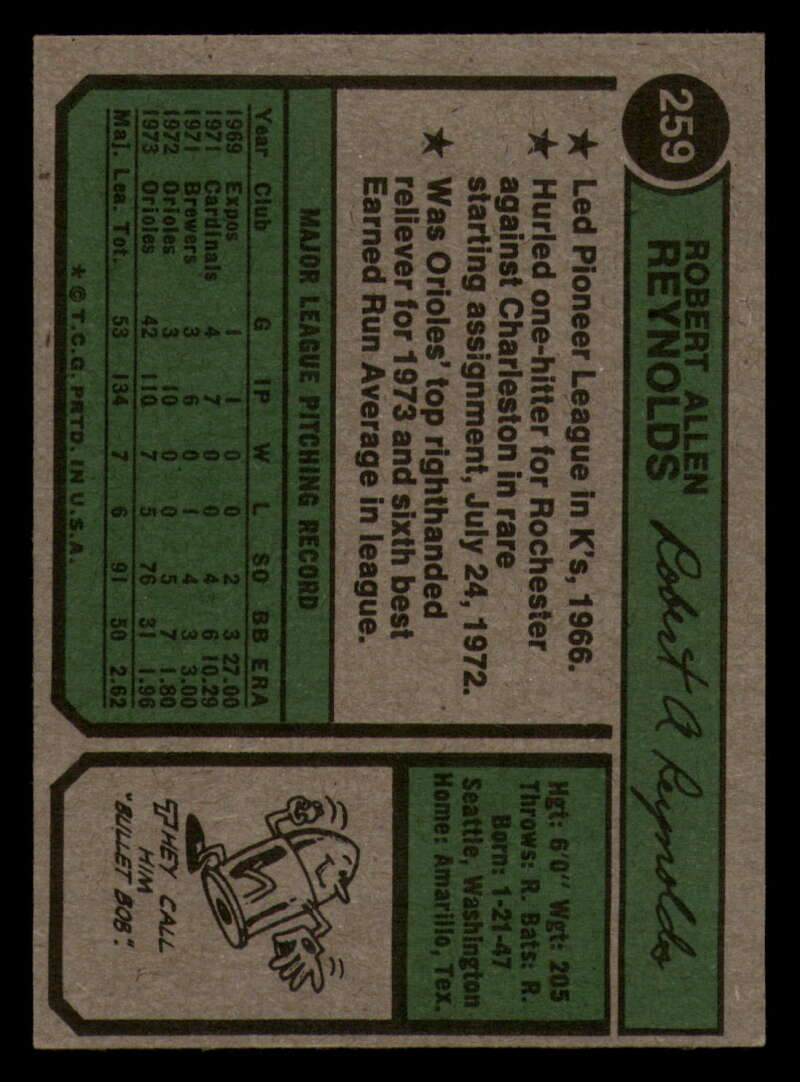 259
ROBERT ALLEN
REYNOLDS
Robert A Reynolds
★ Led Pioneer League in K's, 1966.
★ Hurled one-hitter for Rochester
against Charleston in rare
starting assignment, July 24, 1972.
★ Was Orioles' top righthanded
reliever for 1973 and sixth best
Earned Run Average in league.
MAJOR LEAGUE PITCHING RECORD
Year Club G IP W L SO BB ERA
1969 Expos 1 1 0 0 2 3 27.00
1971 Cardinals 4 7 0 0 4 6 10.29
1971 Brewers 3 6 0 1 4 3 3.00
1972 Orioles 3 10 0 0 5 7 1.80
1973 Orioles 42 110 7 5 76 31 1.96
Maj. Lea. Tot. 53 134 7 6 91 50 2.62
* © T.C.G. PRTD. IN U.S.A.
Hgt: 6'0" Wgt: 205
Throws: R. Bats: R.
Born: 1-21-47
Seattle, Washington
Home: Amarillo, Tex.
THEY CALL
HIM
"BULLET BOB".